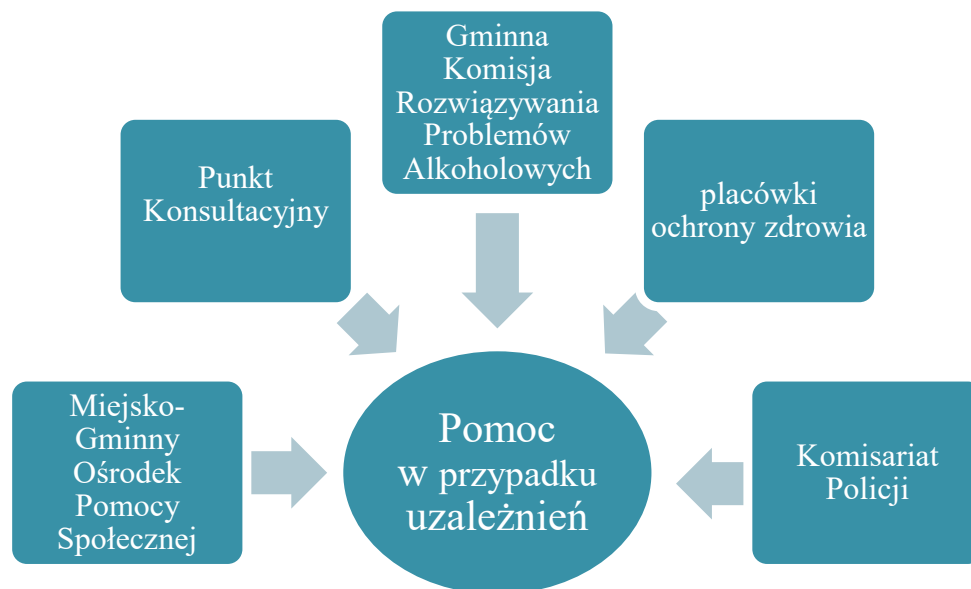 Gminna
Komisja
Rozwiązywania
Problemów
Alkoholowych
Punkt
Konsultacyjny
placówki
ochrony zdrowia
Miejsko-
Gminny
Ośrodek
Pomocy
Społecznej
Pomoc
w przypadku
uzależnień
Komisariat
Policji